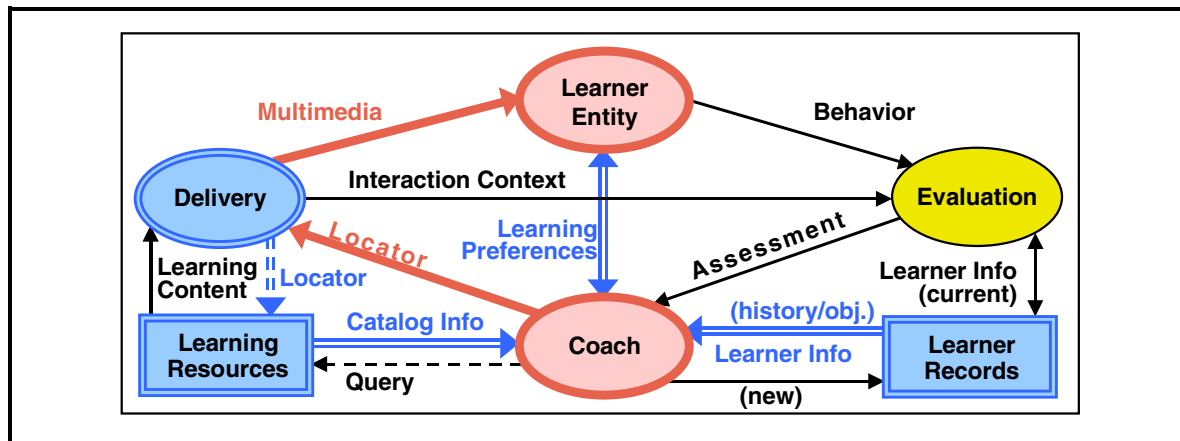 Learner
Entity
Multimedia
Behavior
Delivery
Interaction Context
Evaluation
Learning
Preferences
Locator
Assessment
Learning
Content
Locator
Learner Info
(current)
Learning
Resources
Catalog Info
Query
Coach
(history/obj.)
Learner Info
(new)
Learner
Records